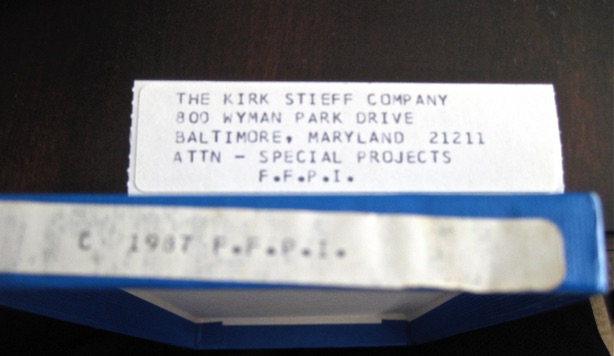 THE KIRK STIEFF COMPANY
800 WYMAN PARK DRIVE
BALTIMORE, MARYLAND 21211
ATTN - SPECIAL PROJECTS
F.F.P.I.
C 1987 F.F.P.I.